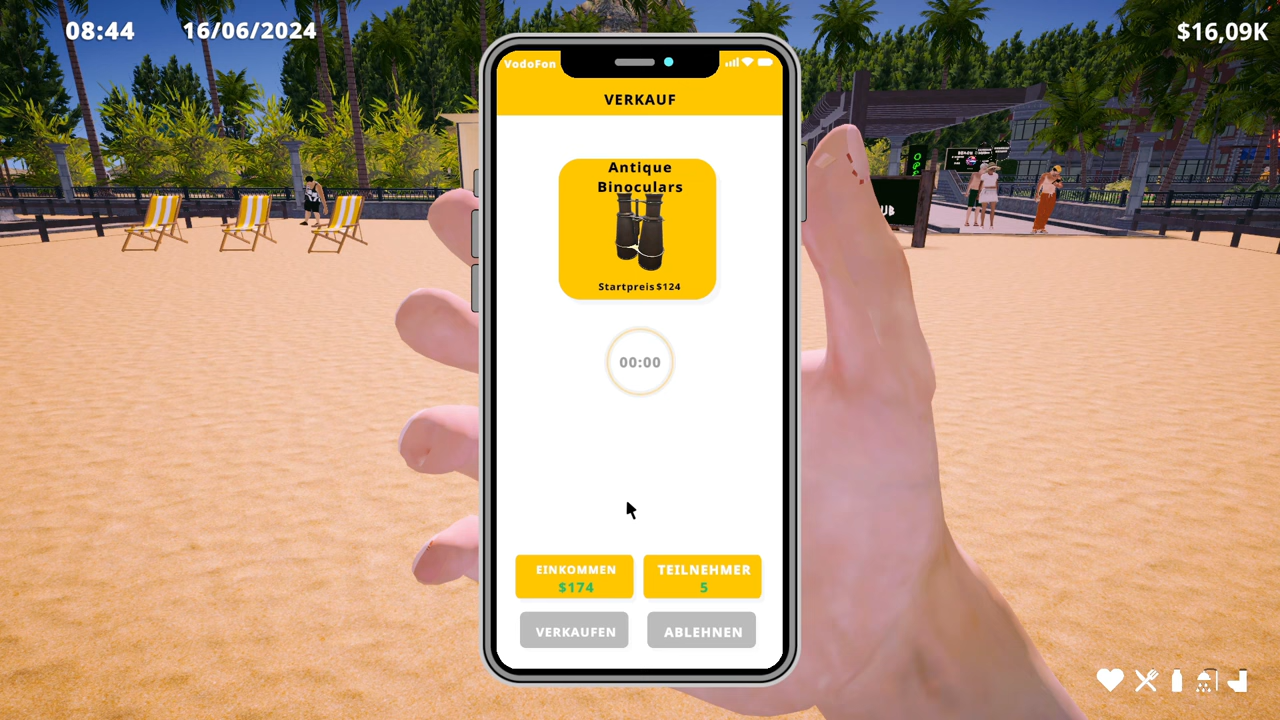 08:44
16/06/2024
$16,09K
VodoFon
VERKAUF
Antique
Binoculars
Startpreis $124
00:00
EINKOMMEN
$174
TEILNEHMER
5
VERKAUFEN
ABLEHNEN
UB